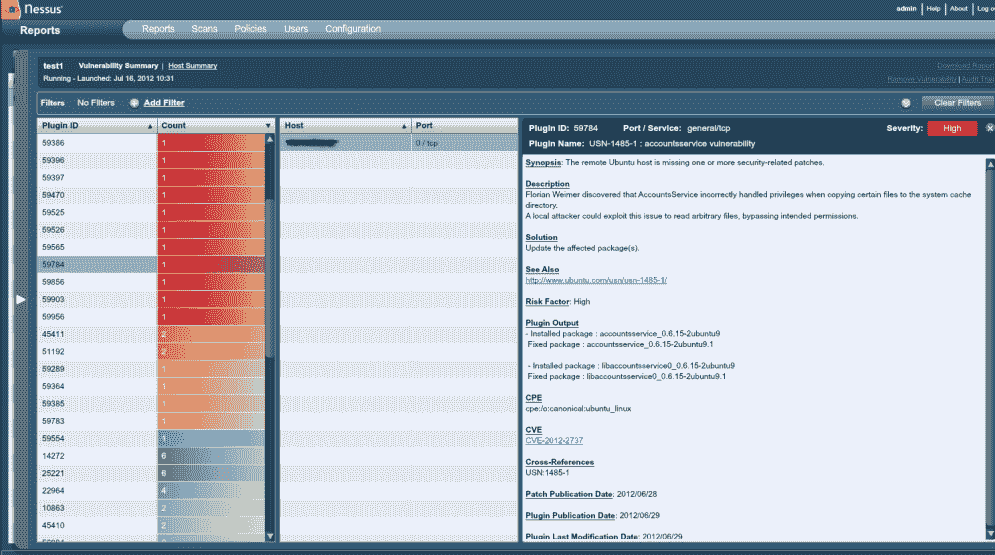 Nessus
admin | Help | About | Log o
Reports
Reports Scans Policies Users Configuration
test1 Vulnerability Summary | Host Summary
Running - Launched: Jul 16, 2012 10:31
Download Report
Remove Vulnerability | Audit Trail
Filters No Filters Add Filter
Clear Filters
Plugin ID Count
59386 1
59396 1
59397 1
59470 1
59525 1
59526 1
59565 1
59784 1
59856 1
59903 1
59956 1
45411 2
51192 2
59289 1
59364 1
59385 1
59783 1
59554 1
14272 6
25221 6
22964 4
10863 2
45410 2
Host Port
0 / tcp
Plugin ID: 59784 Port / Service: general/tcp Severity: High
Plugin Name: USN-1485-1 : accountsservice vulnerability
Synopsis: The remote Ubuntu host is missing one or more security-related patches.
Description
Florian Weimer discovered that AccountsService incorrectly handled privileges when copying certain files to the system cache
directory.
A local attacker could exploit this issue to read arbitrary files, bypassing intended permissions.
Solution
Update the affected package(s).
See Also
http://www.ubuntu.com/usn/usn-1485-1/
Risk Factor: High
Plugin Output
- Installed package : accountsservice_0.6.15-2ubuntu9
Fixed package : accountsservice_0.6.15-2ubuntu9.1
- Installed package : libaccountsservice0_0.6.15-2ubuntu9
Fixed package : libaccountsservice0_0.6.15-2ubuntu9.1
CPE
cpe:/o:canonical:ubuntu_linux
CVE
CVE-2012-2737
Cross-References
USN:1485-1
Patch Publication Date: 2012/06/28
Plugin Publication Date: 2012/06/29
Plugin Last Modification Date: 2012/06/29